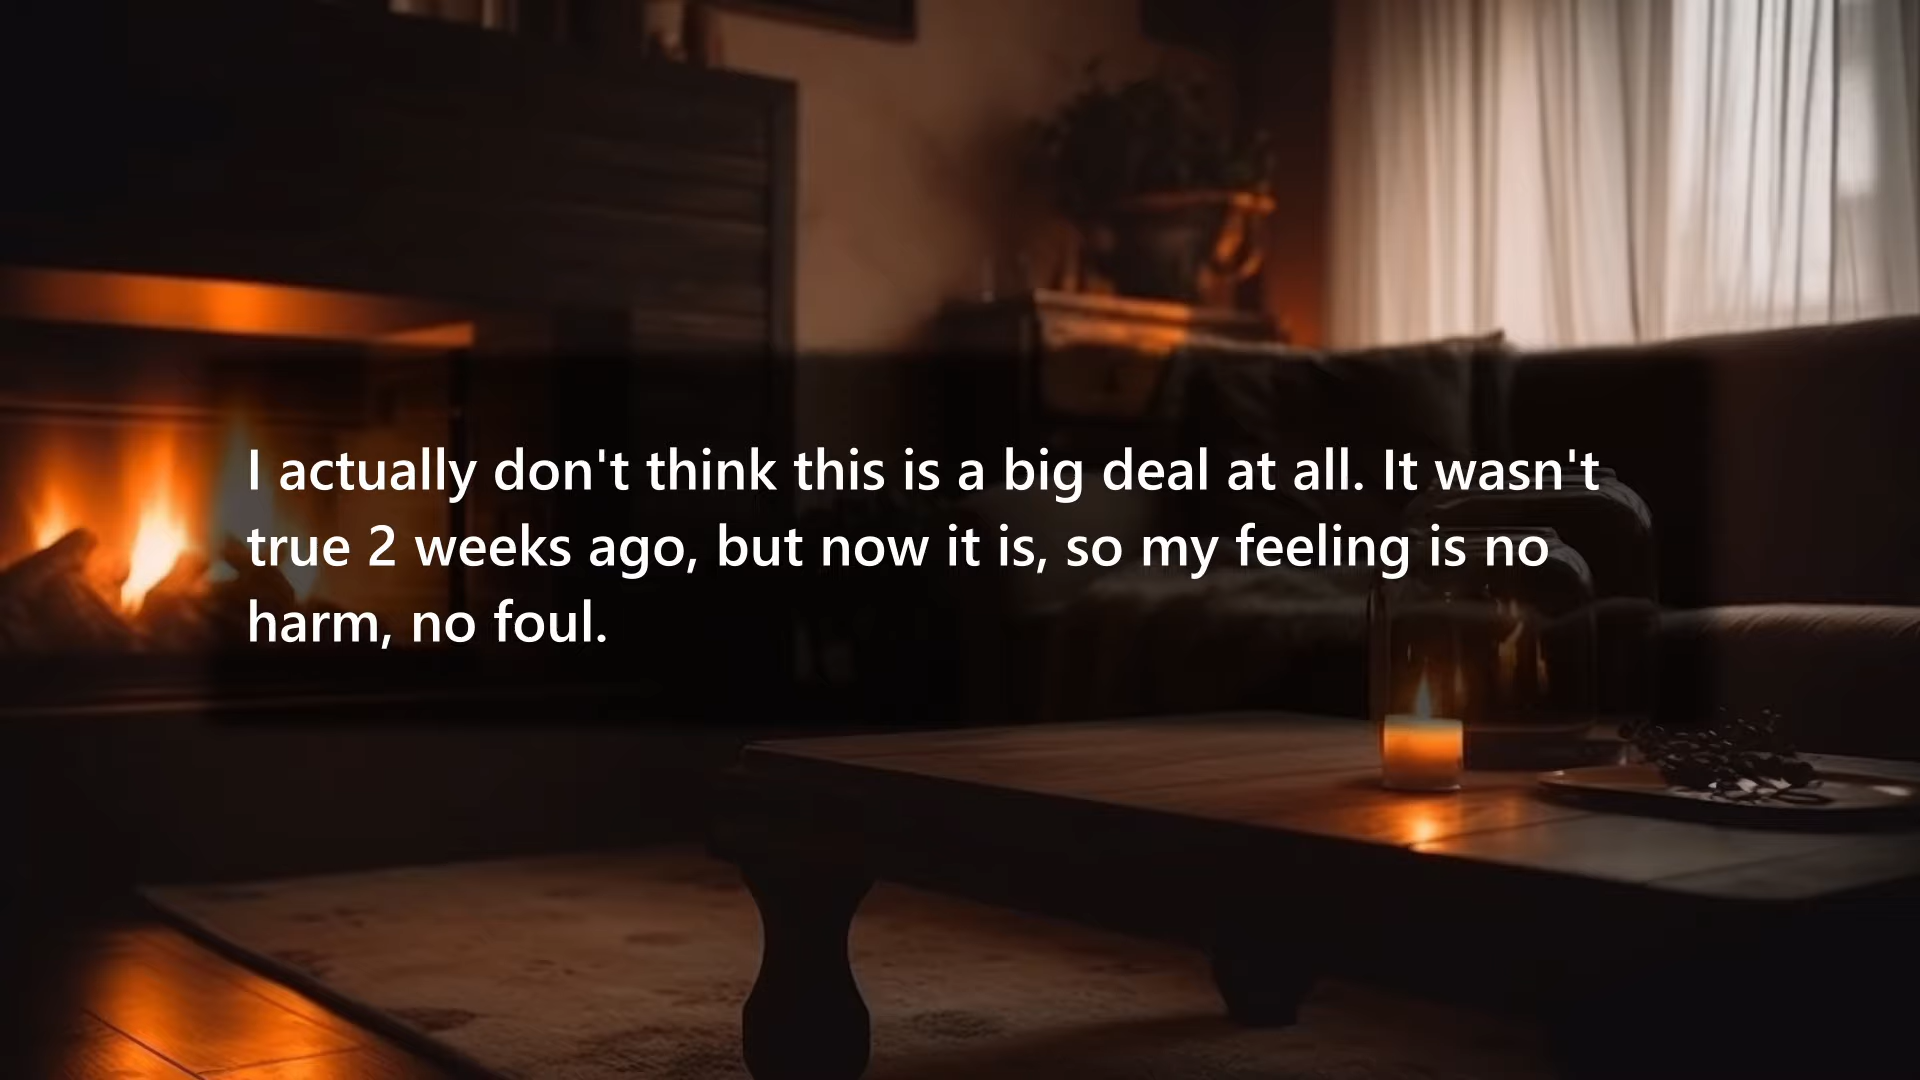 I actually don't think this is a big deal at all. It wasn't
true 2 weeks ago, but now it is, so my feeling is no
harm, no foul.